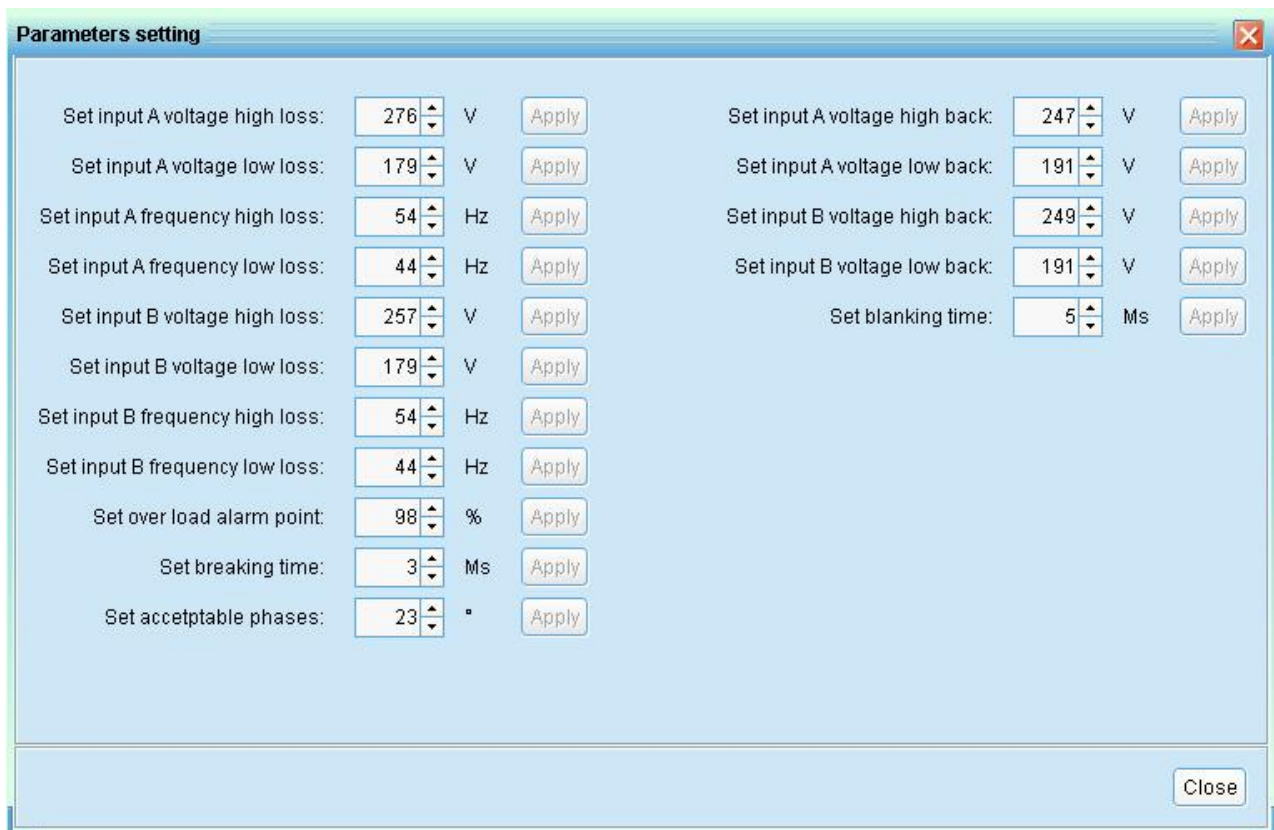 Parameters setting
Set input A voltage high loss: 276 V Apply
Set input A voltage low loss: 179 V Apply
Set input A frequency high loss: 54 Hz Apply
Set input A frequency low loss: 44 Hz Apply
Set input B voltage high loss: 257 V Apply
Set input B voltage low loss: 179 V Apply
Set input B frequency high loss: 54 Hz Apply
Set input B frequency low loss: 44 Hz Apply
Set over load alarm point: 98 % Apply
Set breaking time: 3 Ms Apply
Set accetptable phases: 23 ° Apply
Set input A voltage high back: 247 V Apply
Set input A voltage low back: 191 V Apply
Set input B voltage high back: 249 V Apply
Set input B voltage low back: 191 V Apply
Set blanking time: 5 Ms Apply
Close